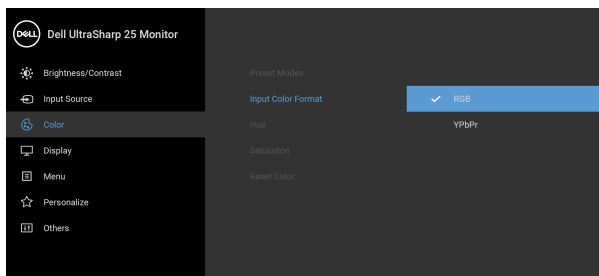 DELL
Dell UltraSharp 25 Monitor
Brightness/Contrast
Preset Modes
Input Source
Input Color Format
RGB
Color
Hue
YPbPr
Display
Saturation
Menu
Reset Color
Personalize
Others